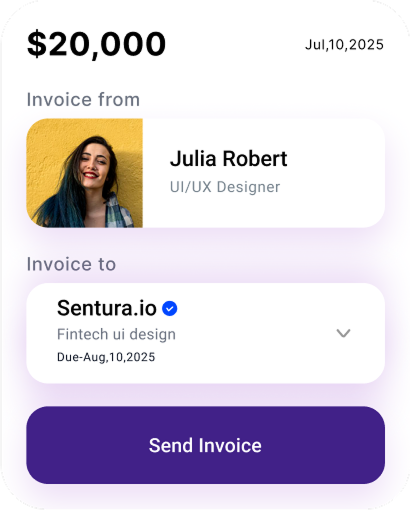 $20,000
Jul,10,2025
Invoice from
Julia Robert
UI/UX Designer
Invoice to
Sentura.io
Fintech ui design
Due-Aug,10,2025
Send Invoice